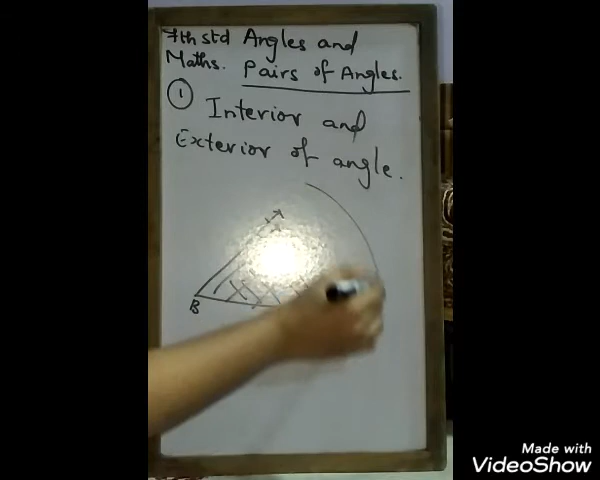 7th std Angles and
Maths. Pairs of Angles.
1 Interior and
Exterior of angle.
B
Made with
VideoShow